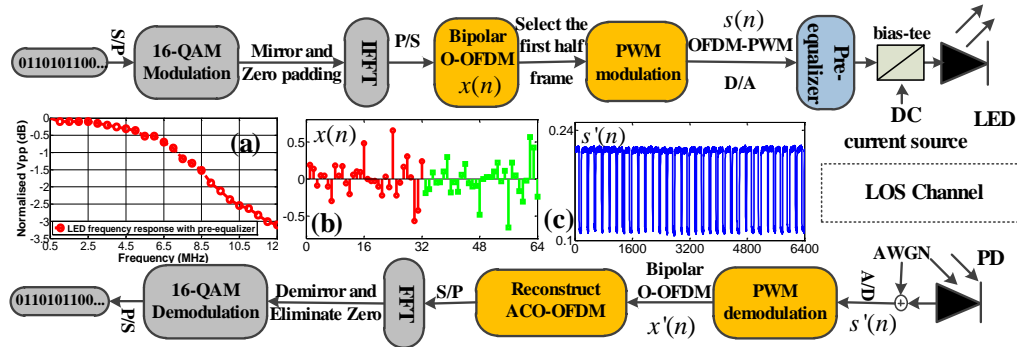 0110101100...
S/P
16-QAM
Modulation
Mirror and
Zero padding
IFFT
P/S
Bipolar
O-OFDM
x(n)
Select the
first half
frame
PWM
modulation
s(n)
OFDM-PWM
D/A
Pre-
equalizer
bias-tee
DC
current source
LED
Normalised Vpp (dB)
0
-0.5
-1
-1.5
-2
-2.5
-3
-3.5
0.5
1.5
3
4.5
6
7.5
9
10.5
12
Frequency (MHz)
LED frequency response with pre-equalizer
(a)
x(n)
0.5
0
-0.5
0
16
32
48
64
(b)
s'(n)
0.24
0.1
0
1600
3200
4800
6400
(c)
LOS Channel
0110101100...
P/S
16-QAM
Demodulation
Demirror and
Eliminate Zero
FFT
S/P
Reconstruct
ACO-OFDM
Bipolar
O-OFDM
x'(n)
PWM
demodulation
A/D
s'(n)
AWGN
+
PD